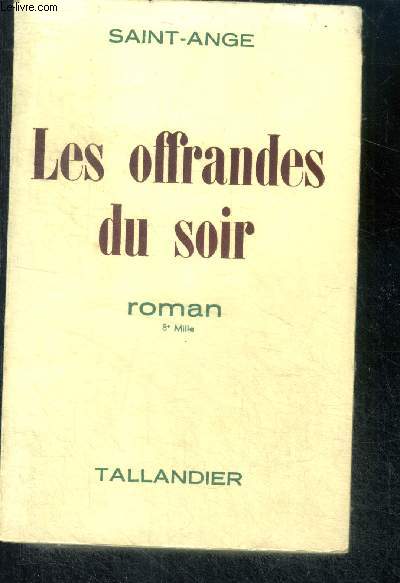 Le-livre.com
SAINT-ANGE
Les offrandes
du soir
roman
8e Mille
TALLANDIER